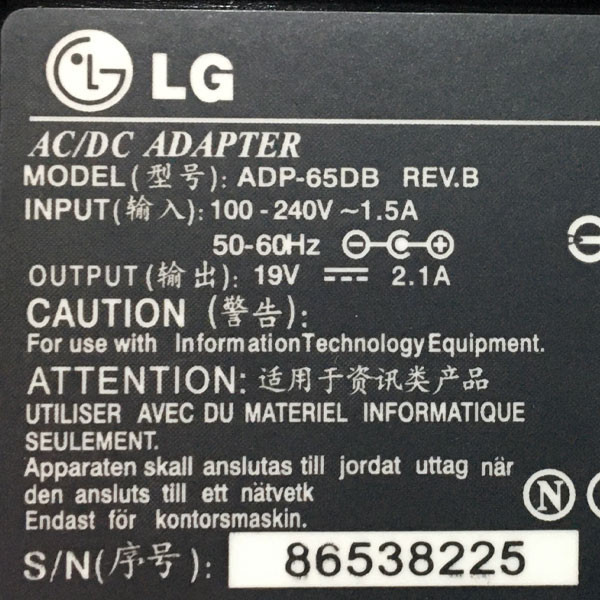 LG
AC/DC ADAPTER
MODEL(型号): ADP-65DB REV.B
INPUT(输入): 100-240V ~1.5A
50-60Hz
OUTPUT(输出): 19V 2.1A
CAUTION (警告):
For use with InformationTechnology Equipment.
ATTENTION: 适用于资讯类产品
UTILISER AVEC DU MATERIEL INFORMATIQUE
SEULEMENT.
Apparaten skall anslutas till jordat uttag när
den ansluts till ett nätvetk
Endast för kontorsmaskin.
N
S/N(序号): 86538225